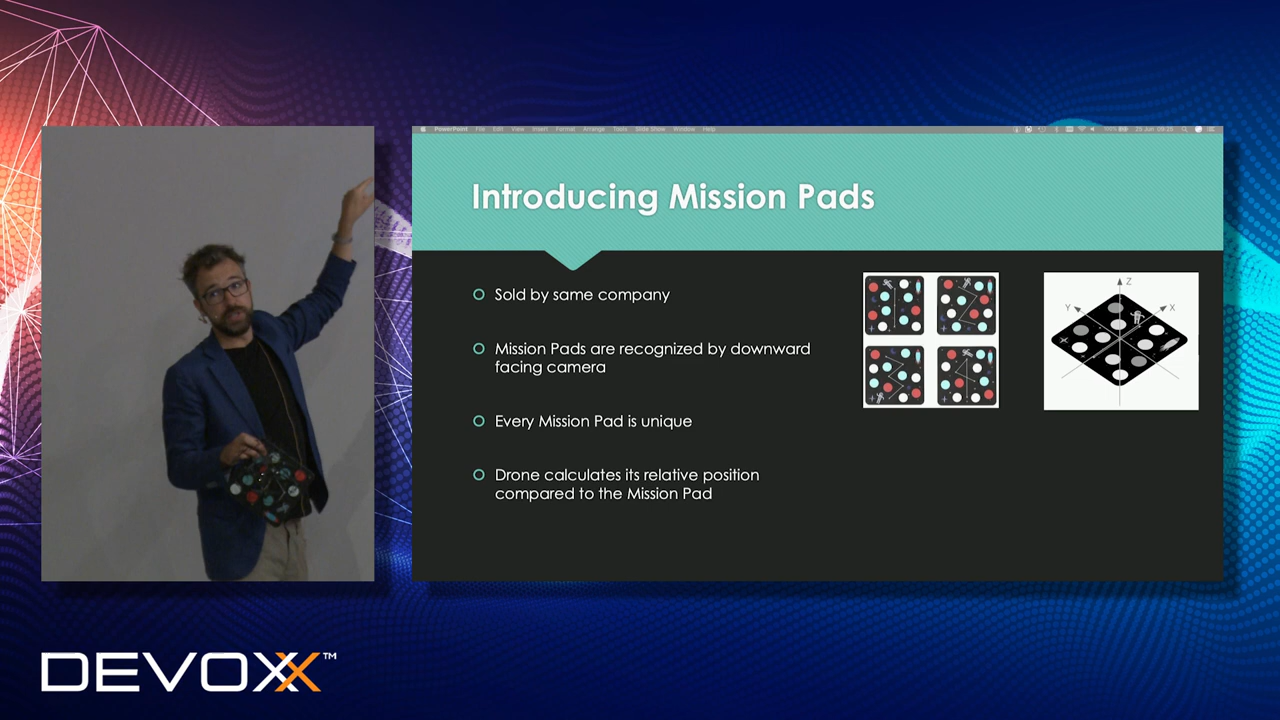 PowerPoint File Edit View Insert Format Arrange Tools Slide Show Window Help
Introducing Mission Pads
Sold by same company
Mission Pads are recognized by downward
facing camera
Every Mission Pad is unique
Drone calculates its relative position
compared to the Mission Pad
Z
Y
X
DEVOXX™